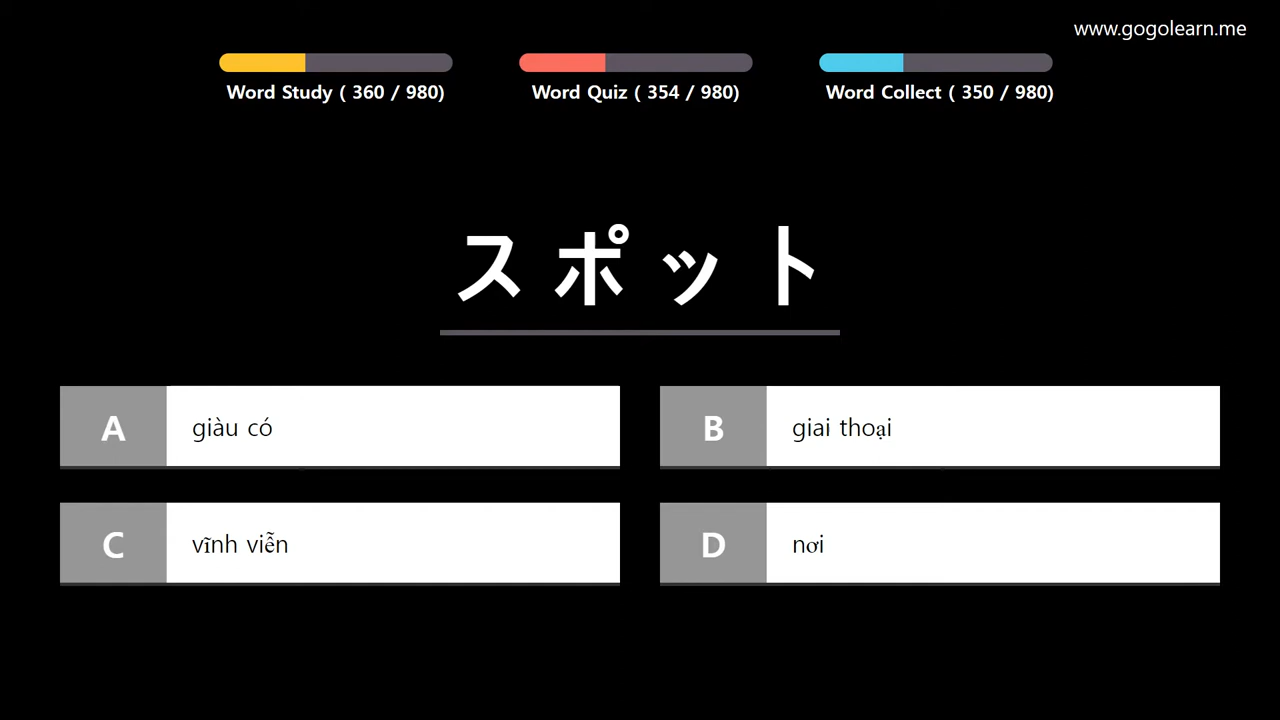 www.gogolearn.me
Word Study ( 360 / 980)
Word Quiz ( 354 / 980)
Word Collect ( 350 / 980)
スポット
A giàu có
B giai thoại
C vĩnh viễn
D nơi